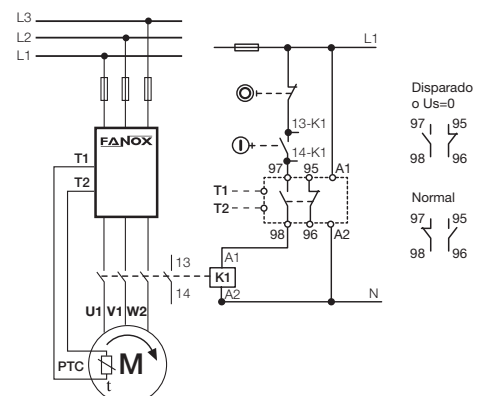 L3
L2
L1
FANOX
T1
T2
13
14
U1 V1 W2
PTC
M
t
L1
13-K1
14-K1
97 95 A1
T1
T2
98 96 A2
A1
K1
A2
N
Disparado
o Us=0
97 95
98 96
Normal
97 95
98 96